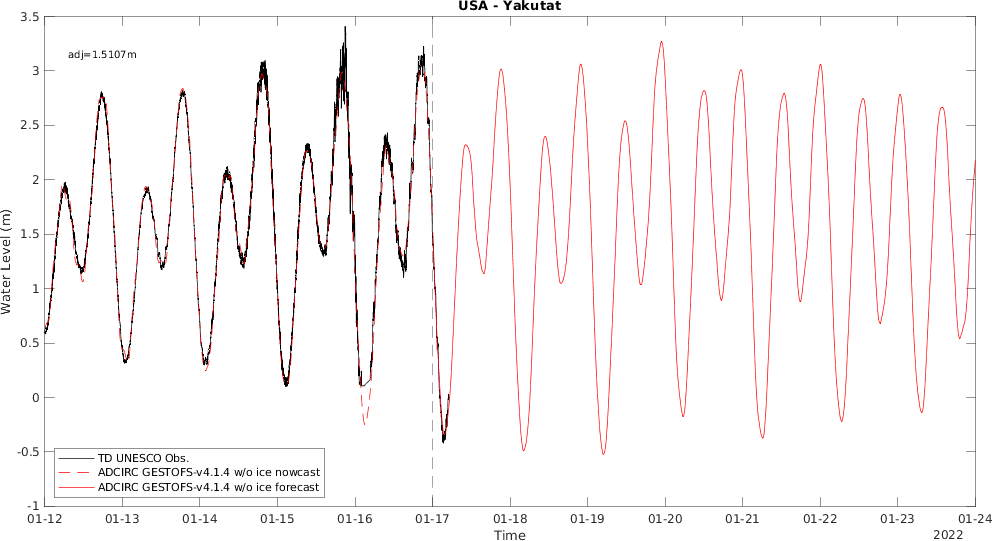 USA - Yakutat
adj=1.5107m
Water Level (m)
3.5
3
2.5
2
1.5
1
0.5
0
-0.5
-1
TD UNESCO Obs.
ADCIRC GESTOFS-v4.1.4 w/o ice nowcast
ADCIRC GESTOFS-v4.1.4 w/o ice forecast
01-12 01-13 01-14 01-15 01-16 01-17 01-18 01-19 01-20 01-21 01-22 01-23 01-24
Time
2022